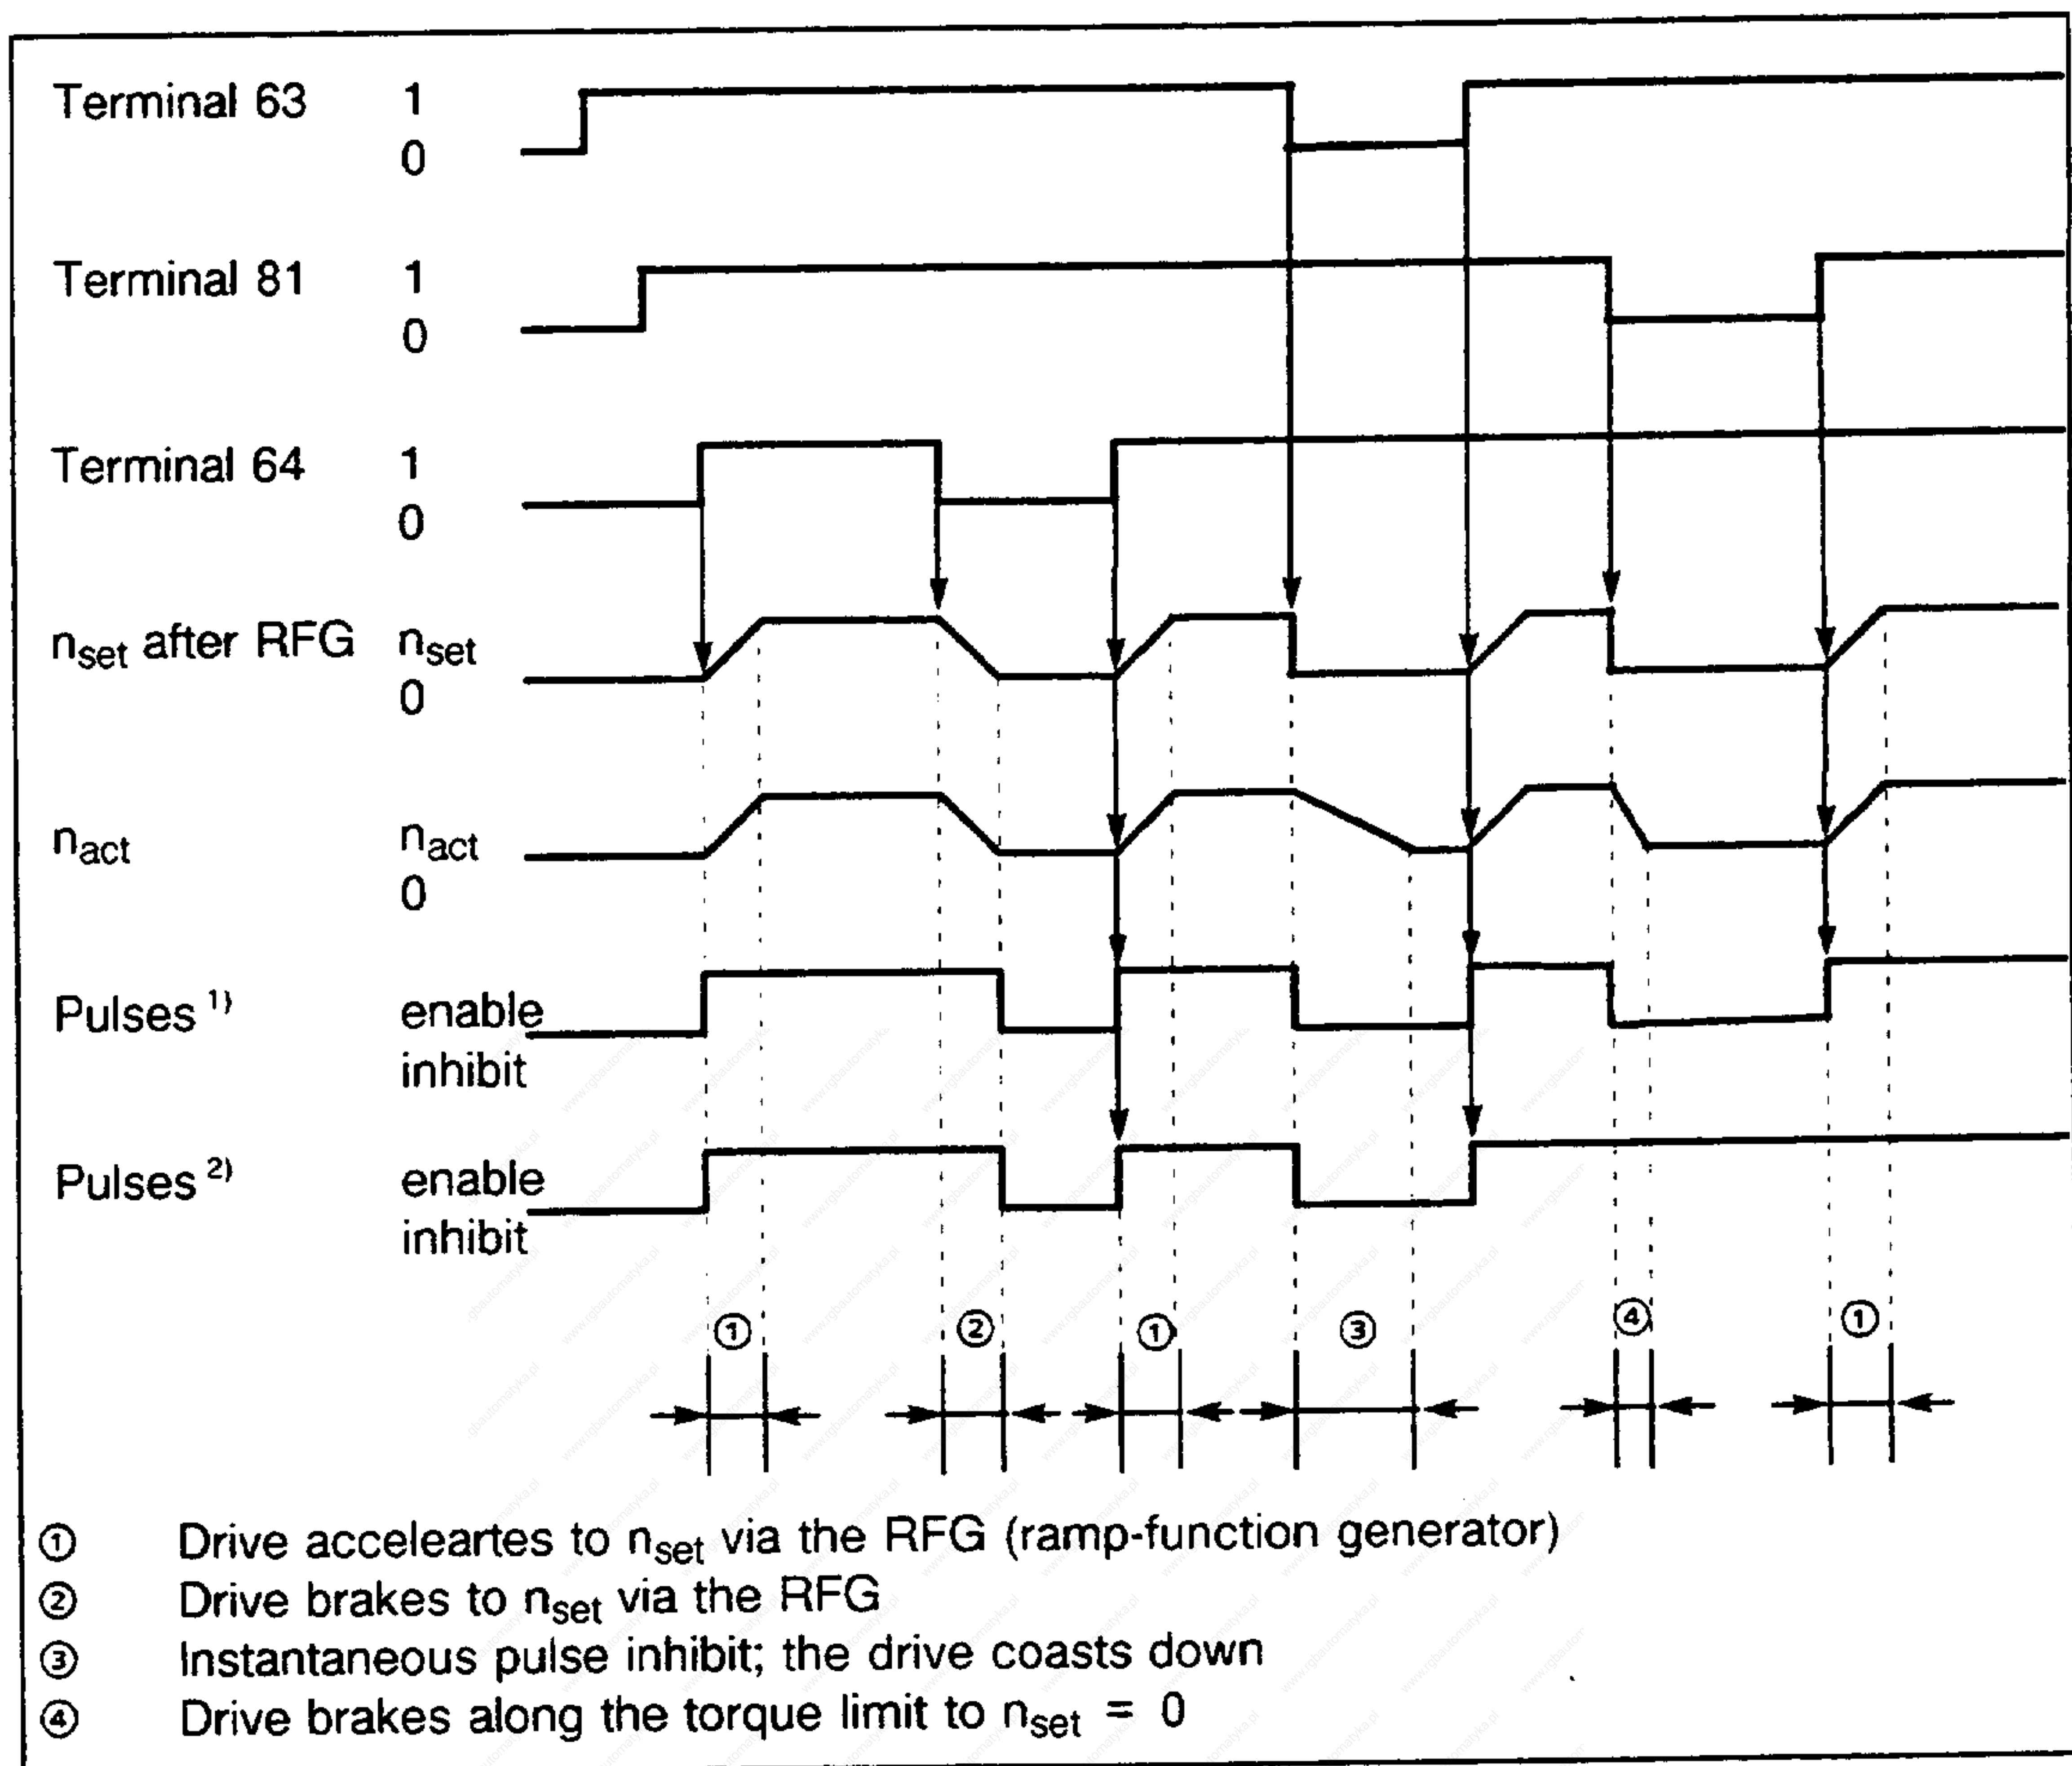 Terminal 63 1
0
Terminal 81 1
0
Terminal 64 1
0
nset after RFG nset
0
nact nact
0
Pulses 1) enable
inhibit
Pulses 2) enable
inhibit
① ② ① ③ ④ ①
① Drive acceleartes to nset via the RFG (ramp-function generator)
② Drive brakes to nset via the RFG
③ Instantaneous pulse inhibit; the drive coasts down
④ Drive brakes along the torque limit to nset = 0
www.rgbautomatyka.pl